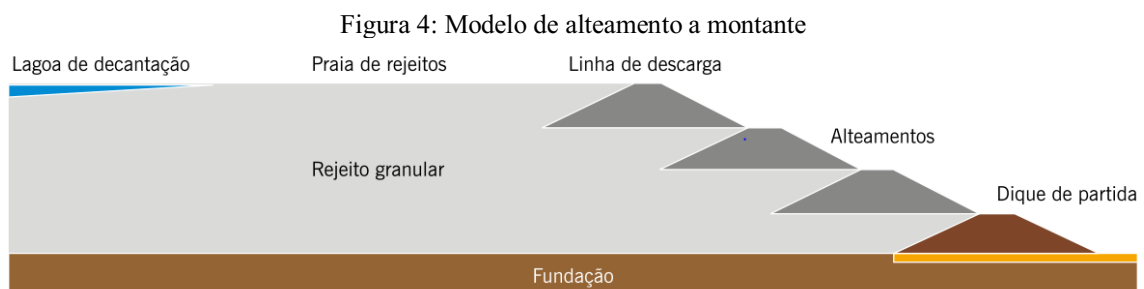 Figura 4: Modelo de alteamento a montante
Lagoa de decantação
Praia de rejeitos
Linha de descarga
Alteamentos
Rejeito granular
Dique de partida
Fundação